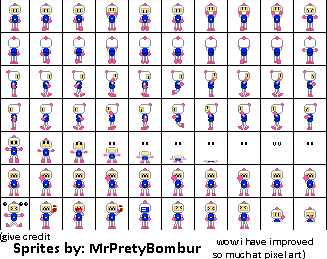 give credit
Sprites by: MrPretyBombur
wow i have improved
so much at pixel art)